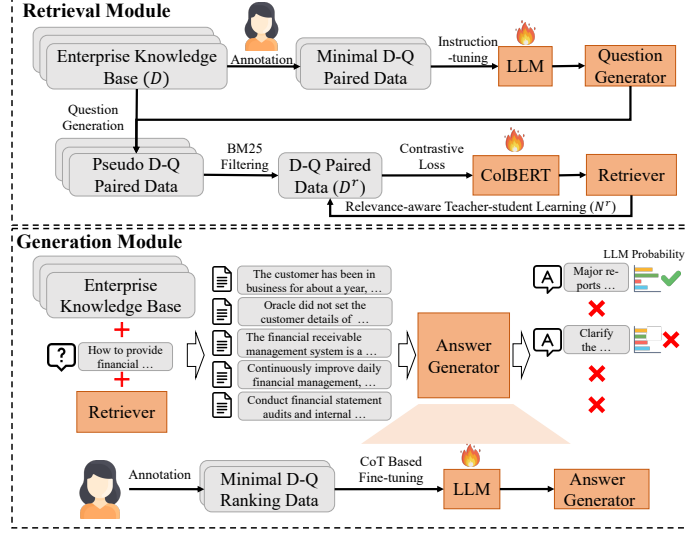 Retrieval Module
Enterprise Knowledge
Base (D)
Annotation
Minimal D-Q
Paired Data
Instruction
-tuning
LLM
Question
Generator
Question
Generation
Pseudo D-Q
Paired Data
BM25
Filtering
D-Q Paired
Data (Dʳ)
Contrastive
Loss
ColBERT
Retriever
Relevance-aware Teacher-student Learning (Nʳ)
Generation Module
Enterprise
Knowledge Base
+
?
How to provide
financial …
+
Retriever
The customer has been in
business for about a year, …
Oracle did not set the
customer details of …
The financial receivable
management system is a …
Continuously improve daily
financial management, …
Conduct financial statement
audits and internal …
Answer
Generator
LLM Probability
A
Major re-
ports …
A
Clarify
the …
Annotation
Minimal D-Q
Ranking Data
CoT Based
Fine-tuning
LLM
Answer
Generator